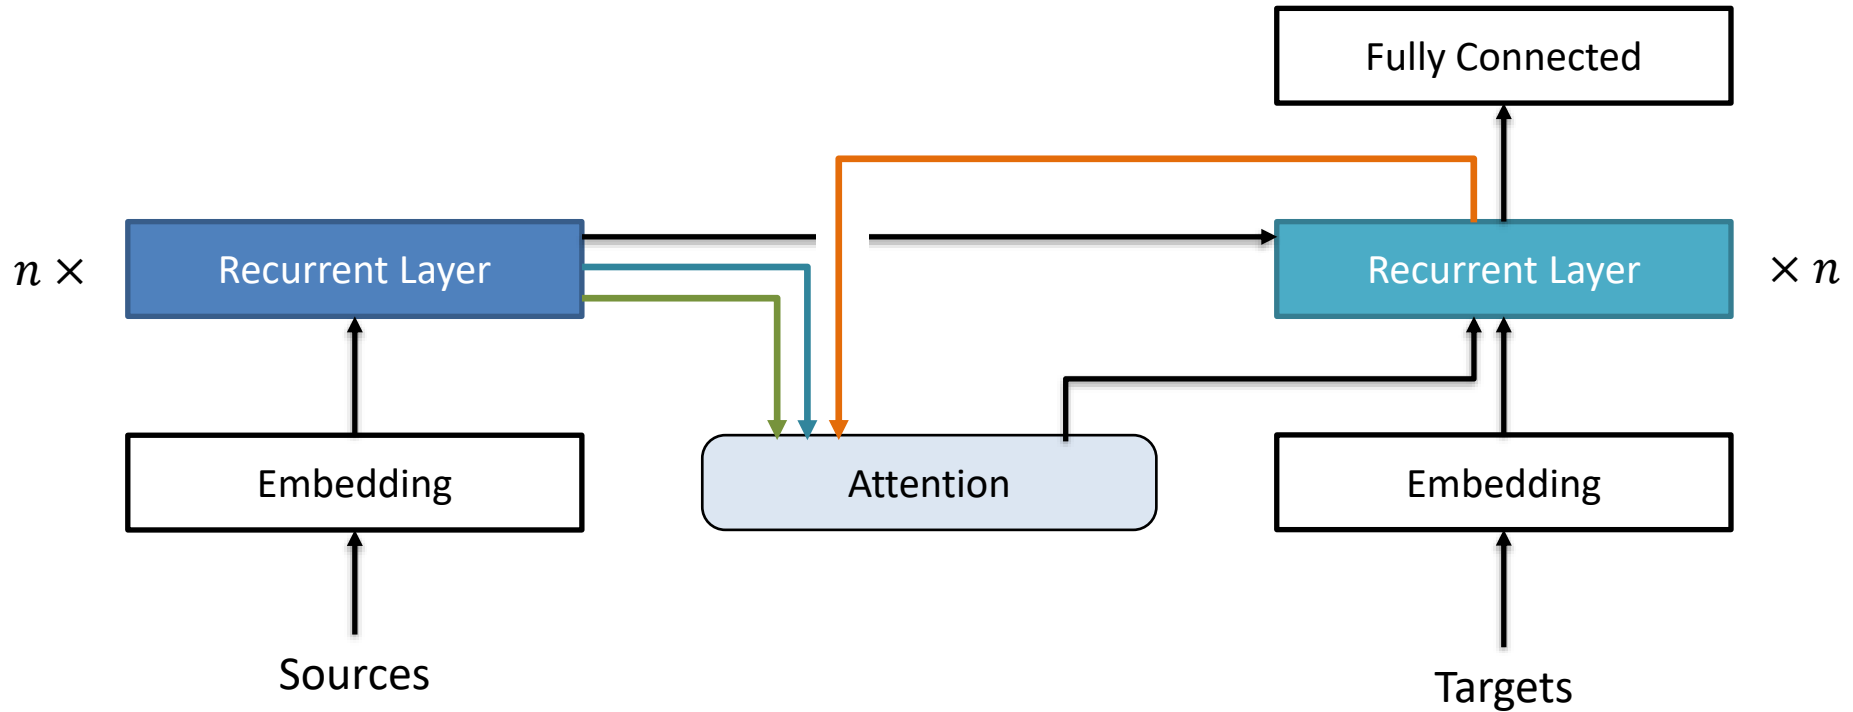 Fully Connected
n ×
Recurrent Layer
Recurrent Layer
× n
Embedding
Attention
Embedding
Sources
Targets